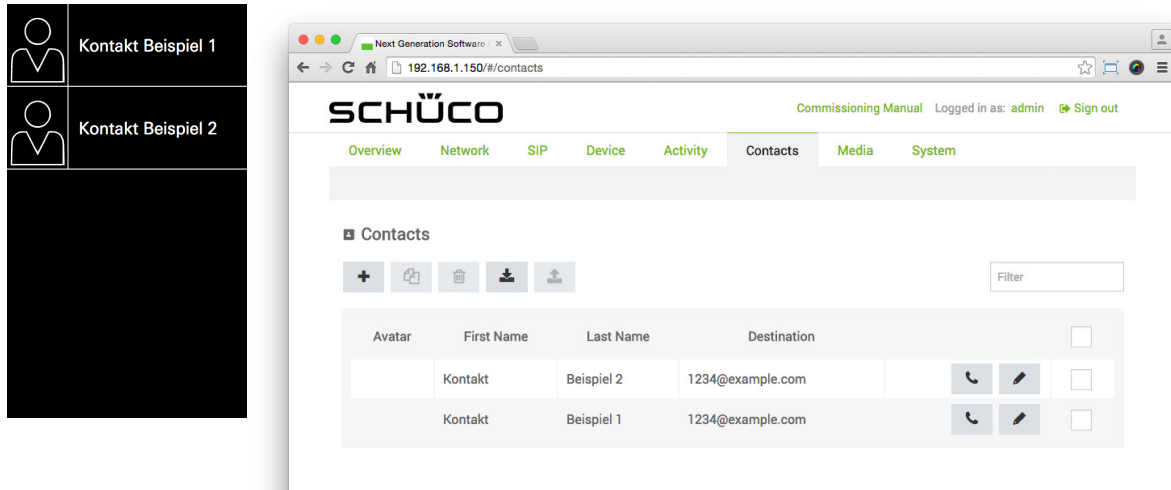 Kontakt Beispiel 1
Kontakt Beispiel 2
Next Generation Software
192.168.1.150/#/contacts
SCHÜCO
Commissioning Manual Logged in as: admin Sign out
Overview Network SIP Device Activity Contacts Media System
Contacts
Filter
Avatar First Name Last Name Destination
Kontakt Beispiel 2 1234@example.com
Kontakt Beispiel 1 1234@example.com